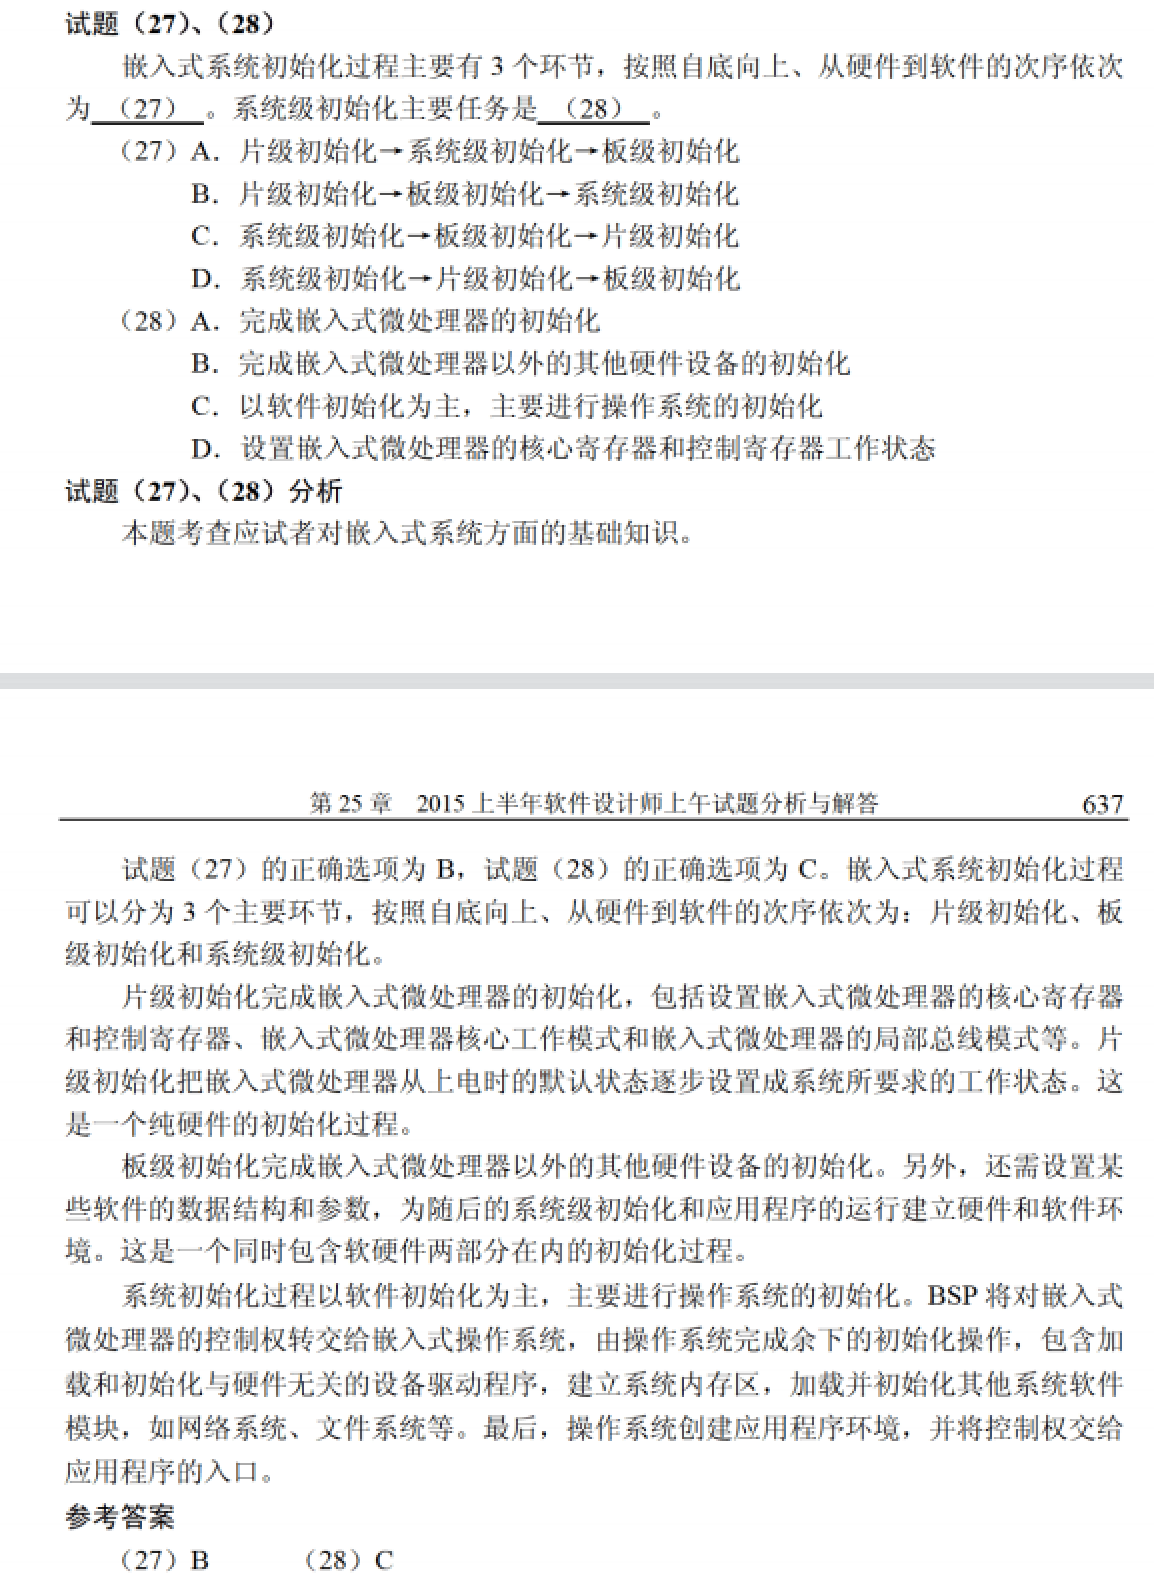 试题（27）、（28）
嵌入式系统初始化过程主要有 3 个环节，按照自底向上、从硬件到软件的次序依次
为 （27） 。系统级初始化主要任务是 （28） 。
（27）A．片级初始化→系统级初始化→板级初始化
B．片级初始化→板级初始化→系统级初始化
C．系统级初始化→板级初始化→片级初始化
D．系统级初始化→片级初始化→板级初始化
（28）A．完成嵌入式微处理器的初始化
B．完成嵌入式微处理器以外的其他硬件设备的初始化
C．以软件初始化为主，主要进行操作系统的初始化
D．设置嵌入式微处理器的核心寄存器和控制寄存器工作状态
试题（27）、（28）分析
本题考查应试者对嵌入式系统方面的基础知识。
第 25 章 2015 上半年软件设计师上午试题分析与解答 637
试题（27）的正确选项为 B，试题（28）的正确选项为 C。嵌入式系统初始化过程
可以分为 3 个主要环节，按照自底向上、从硬件到软件的次序依次为：片级初始化、板
级初始化和系统级初始化。
片级初始化完成嵌入式微处理器的初始化，包括设置嵌入式微处理器的核心寄存器
和控制寄存器、嵌入式微处理器核心工作模式和嵌入式微处理器的局部总线模式等。片
级初始化把嵌入式微处理器从上电时的默认状态逐步设置成系统所要求的工作状态。这
是一个纯硬件的初始化过程。
板级初始化完成嵌入式微处理器以外的其他硬件设备的初始化。另外，还需设置某
些软件的数据结构和参数，为随后的系统级初始化和应用程序的运行建立硬件和软件环
境。这是一个同时包含软硬件两部分在内的初始化过程。
系统初始化过程以软件初始化为主，主要进行操作系统的初始化。BSP 将对嵌入式
微处理器的控制权转交给嵌入式操作系统，由操作系统完成余下的初始化操作，包含加
载和初始化与硬件无关的设备驱动程序，建立系统内存区，加载并初始化其他系统软件
模块，如网络系统、文件系统等。最后，操作系统创建应用程序环境，并将控制权交给
应用程序的入口。
参考答案
（27）B （28）C